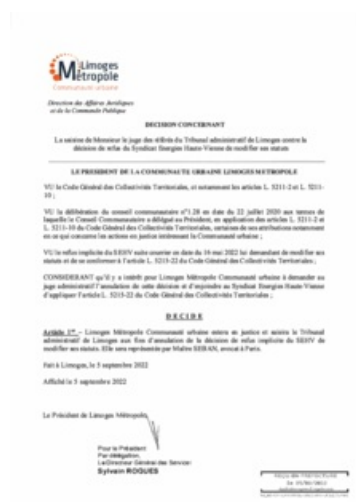 Limoges
Métropole
COMMUNAUTÉ URBAINE
Direction des Affaires Juridiques
et de la Commande Publique
DECISION CONCERNANT
La saisine de Monsieur le juge des référés du Tribunal administratif de Limoges contre la
décision de refus du Syndicat Energies Haute-Vienne de modifier ses statuts
LE PRESIDENT DE LA COMMUNAUTE URBAINE LIMOGES METROPOLE
VU le Code Général des Collectivités Territoriales, et notamment les articles L. 5211-2 et L. 5211-
10 ;
VU la délibération du conseil communautaire n°1.28 en date du 22 juillet 2020 aux termes de
laquelle le Conseil Communautaire a délégué au Président, en application des articles L. 5211-2 et
L. 5211-10 du Code Général des Collectivités Territoriales, certaines de ses attributions notamment
en ce qui concerne les actions en justice intéressant la Communauté urbaine ;
VU le refus implicite du SEHV suite courrier en date du 16 mai 2022 lui demandant de modifier ses
statuts et de se conformer à l'article L. 5215-22 du Code Général des Collectivités Territoriales ;
CONSIDERANT qu'il y a intérêt pour Limoges Métropole Communauté urbaine à demander au
juge administratif l'annulation de cette décision et d'enjoindre au Syndicat Energies Haute-Vienne
d'appliquer l'article L. 5215-22 du Code Général des Collectivités Territoriales ;
DECIDE
Article 1er – Limoges Métropole Communauté urbaine entera en justice et saisira le Tribunal
administratif de Limoges aux fins d'annulation de la décision de refus implicite du SEHV de
modifier ses statuts. Elle sera représentée par Maître SEBAN, avocat à Paris.
Fait à Limoges, le 5 septembre 2022
Affiché le 5 septembre 2022
Le Président de Limoges Métropole
Pour le Président
Par délégation,
Le Directeur Général des Services
Sylvain ROQUES